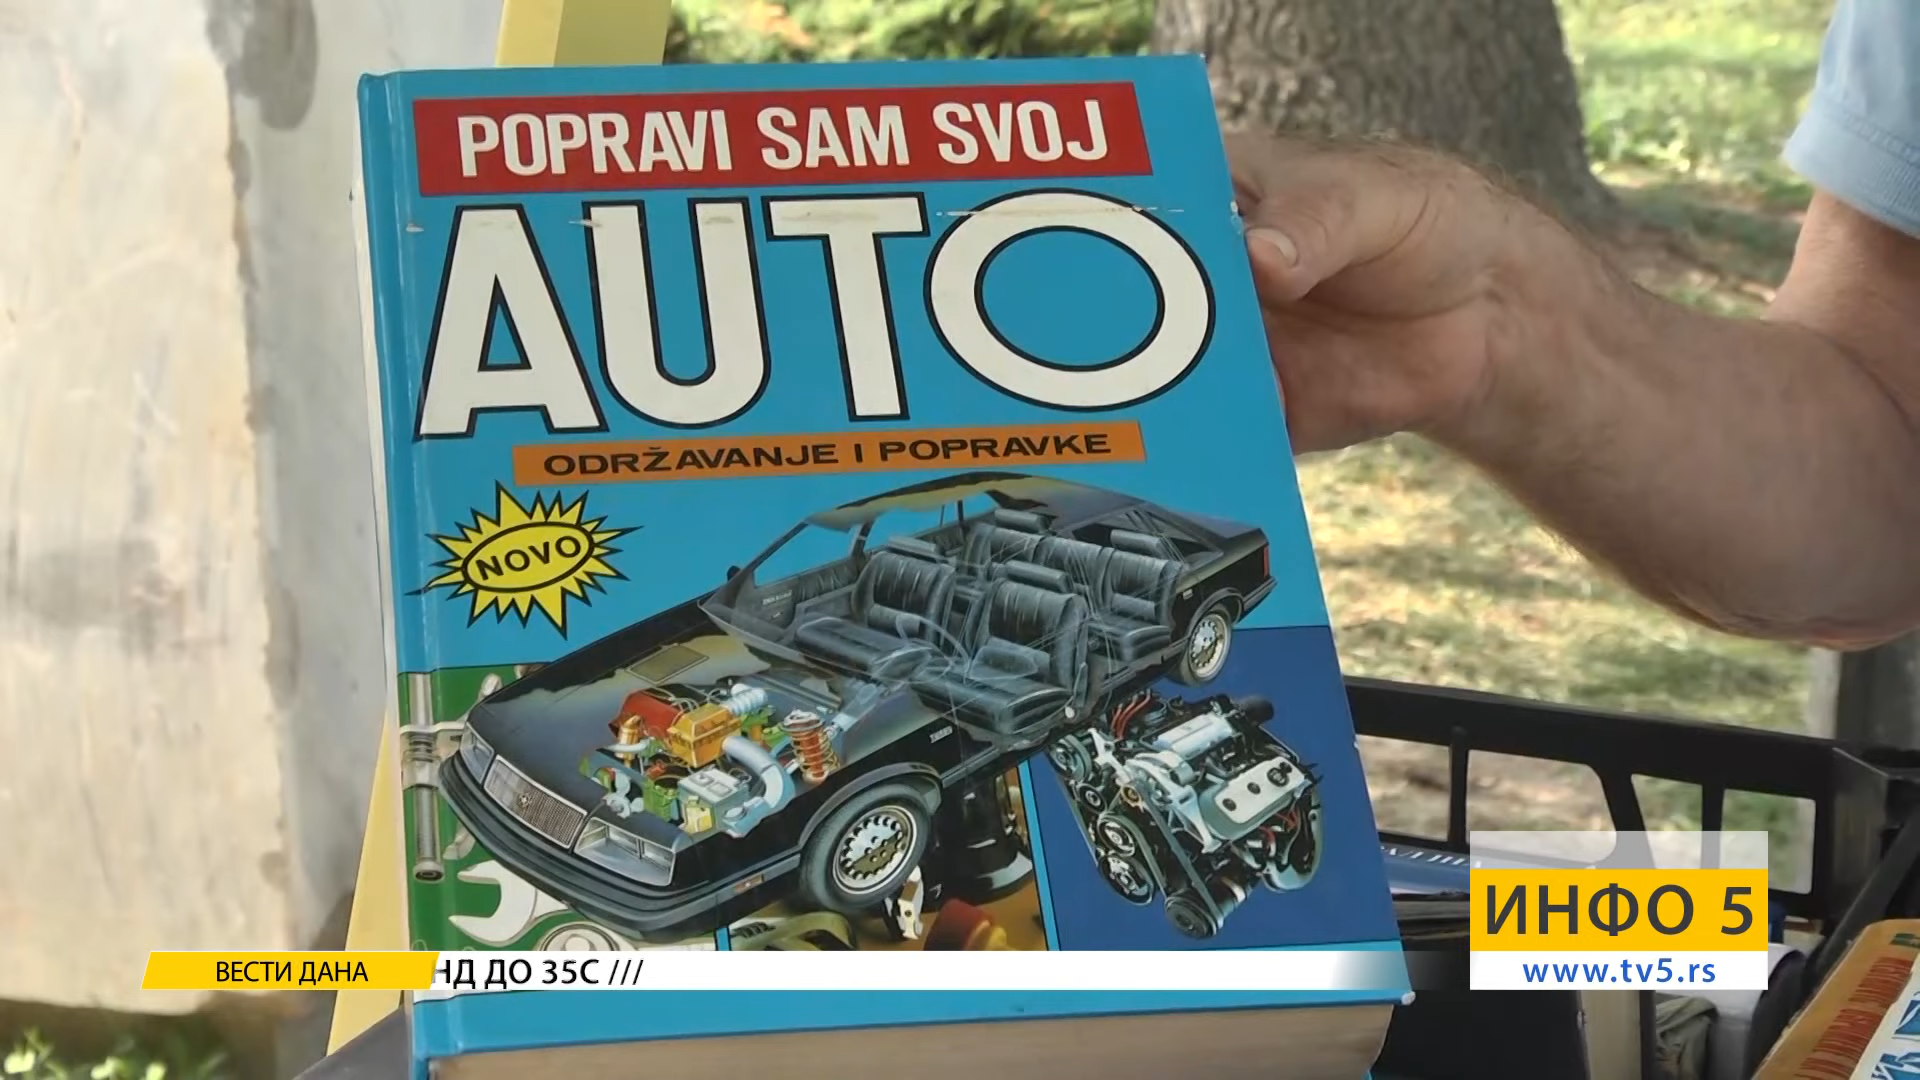 POPRAVI SAM SVOJ
AUTO
ODRŽAVANJE I POPRAVKE
NOVO
ИНФО 5
www.tv5.rs
ВЕСТИ ДАНА
НД ДО 35С ///